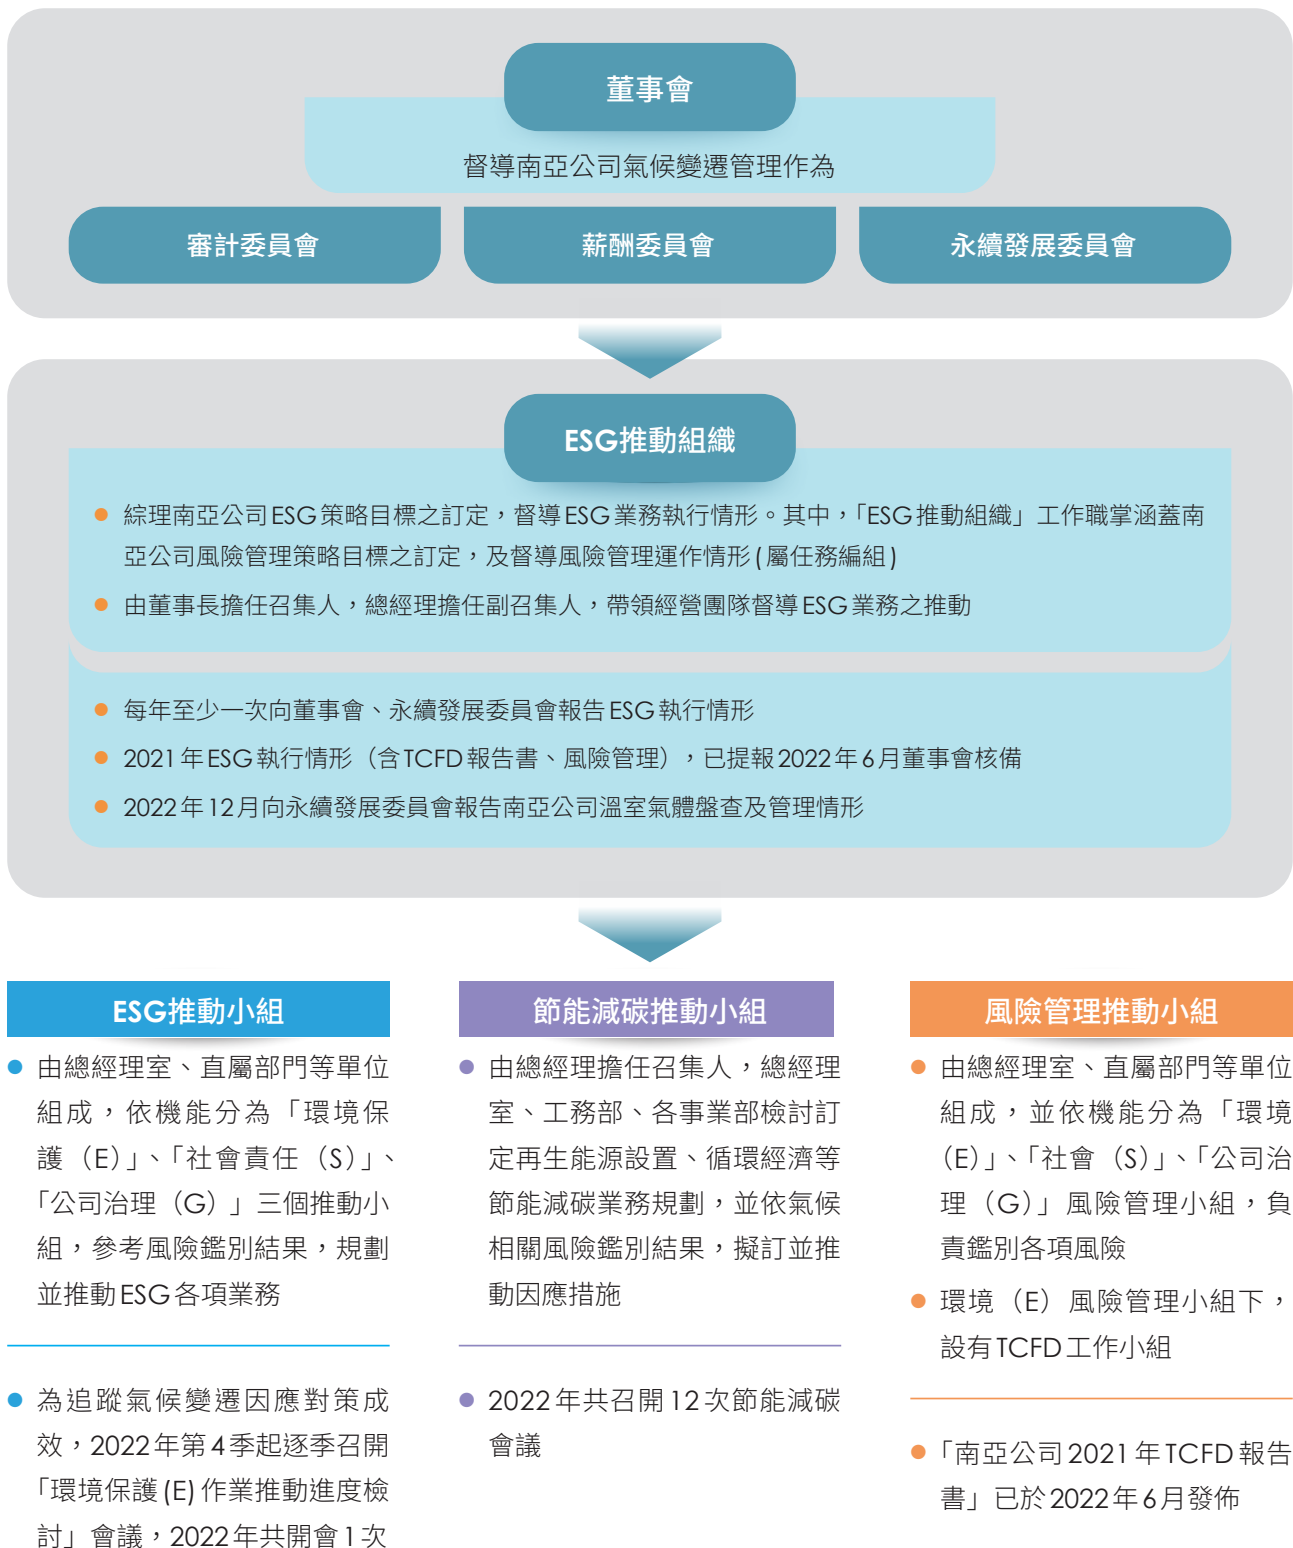 董事會
督導南亞公司氣候變遷管理作為
審計委員會
薪酬委員會
永續發展委員會
ESG推動組織
綜理南亞公司ESG策略目標之訂定，督導ESG業務執行情形。其中，「ESG推動組織」工作職掌涵蓋南
亞公司風險管理策略目標之訂定，及督導風險管理運作情形(屬任務編組)
由董事長擔任召集人，總經理擔任副召集人，帶領經營團隊督導ESG業務之推動
每年至少一次向董事會、永續發展委員會報告ESG執行情形
2021年ESG執行情形（含TCFD報告書、風險管理），已提報2022年6月董事會核備
2022年12月向永續發展委員會報告南亞公司溫室氣體盤查及管理情形
ESG推動小組
由總經理室、直屬部門等單位
組成，依機能分為「環境保
護（E）」、「社會責任（S）」、
「公司治理（G）」三個推動小
組，參考風險鑑別結果，規劃
並推動ESG各項業務
為追蹤氣候變遷因應對策成
效，2022年第4季起逐季召開
「環境保護(E)作業推動進度檢
討」會議，2022年共開會1次
節能減碳推動小組
由總經理擔任召集人，總經理
室、工務部、各事業部檢討訂
定再生能源設置、循環經濟等
節能減碳業務規劃，並依氣候
相關風險鑑別結果，擬訂並推
動因應措施
2022年共召開12次節能減碳
會議
風險管理推動小組
由總經理室、直屬部門等單位
組成，並依機能分為「環境
（E）」、「社會（S）」、「公司治
理（G）」風險管理小組，負
責鑑別各項風險
環境（E）風險管理小組下，
設有TCFD工作小組
「南亞公司2021年TCFD報告
書」已於2022年6月發佈